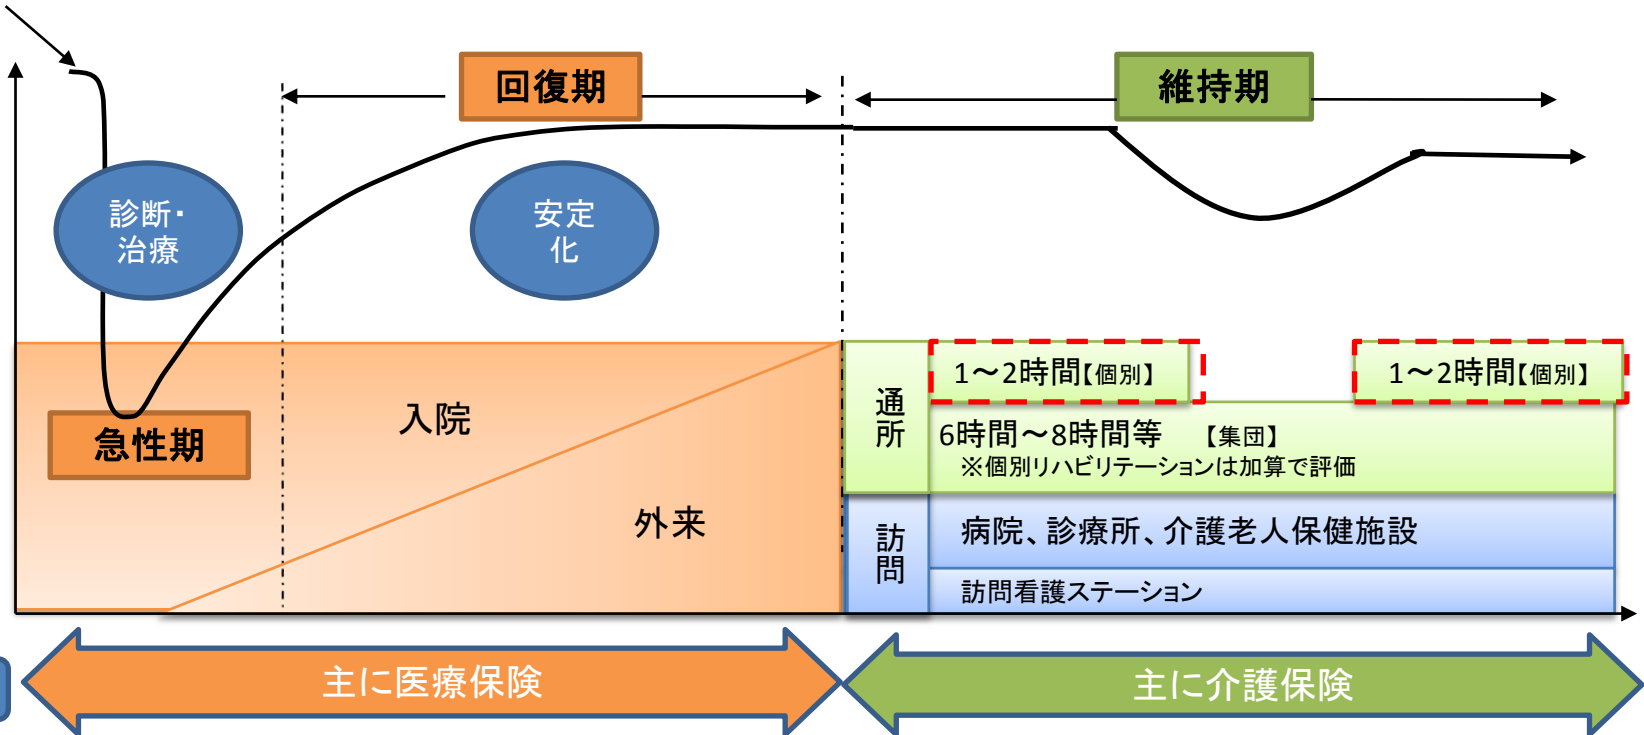 回復期
維持期
診断・
治療
安定
化
急性期
入院
外来
通
所
1～2時間【個別】
1～2時間【個別】
6時間～8時間等 【集団】
※個別リハビリテーションは加算で評価
訪
問
病院、診療所、介護老人保健施設
訪問看護ステーション
主に医療保険
主に介護保険